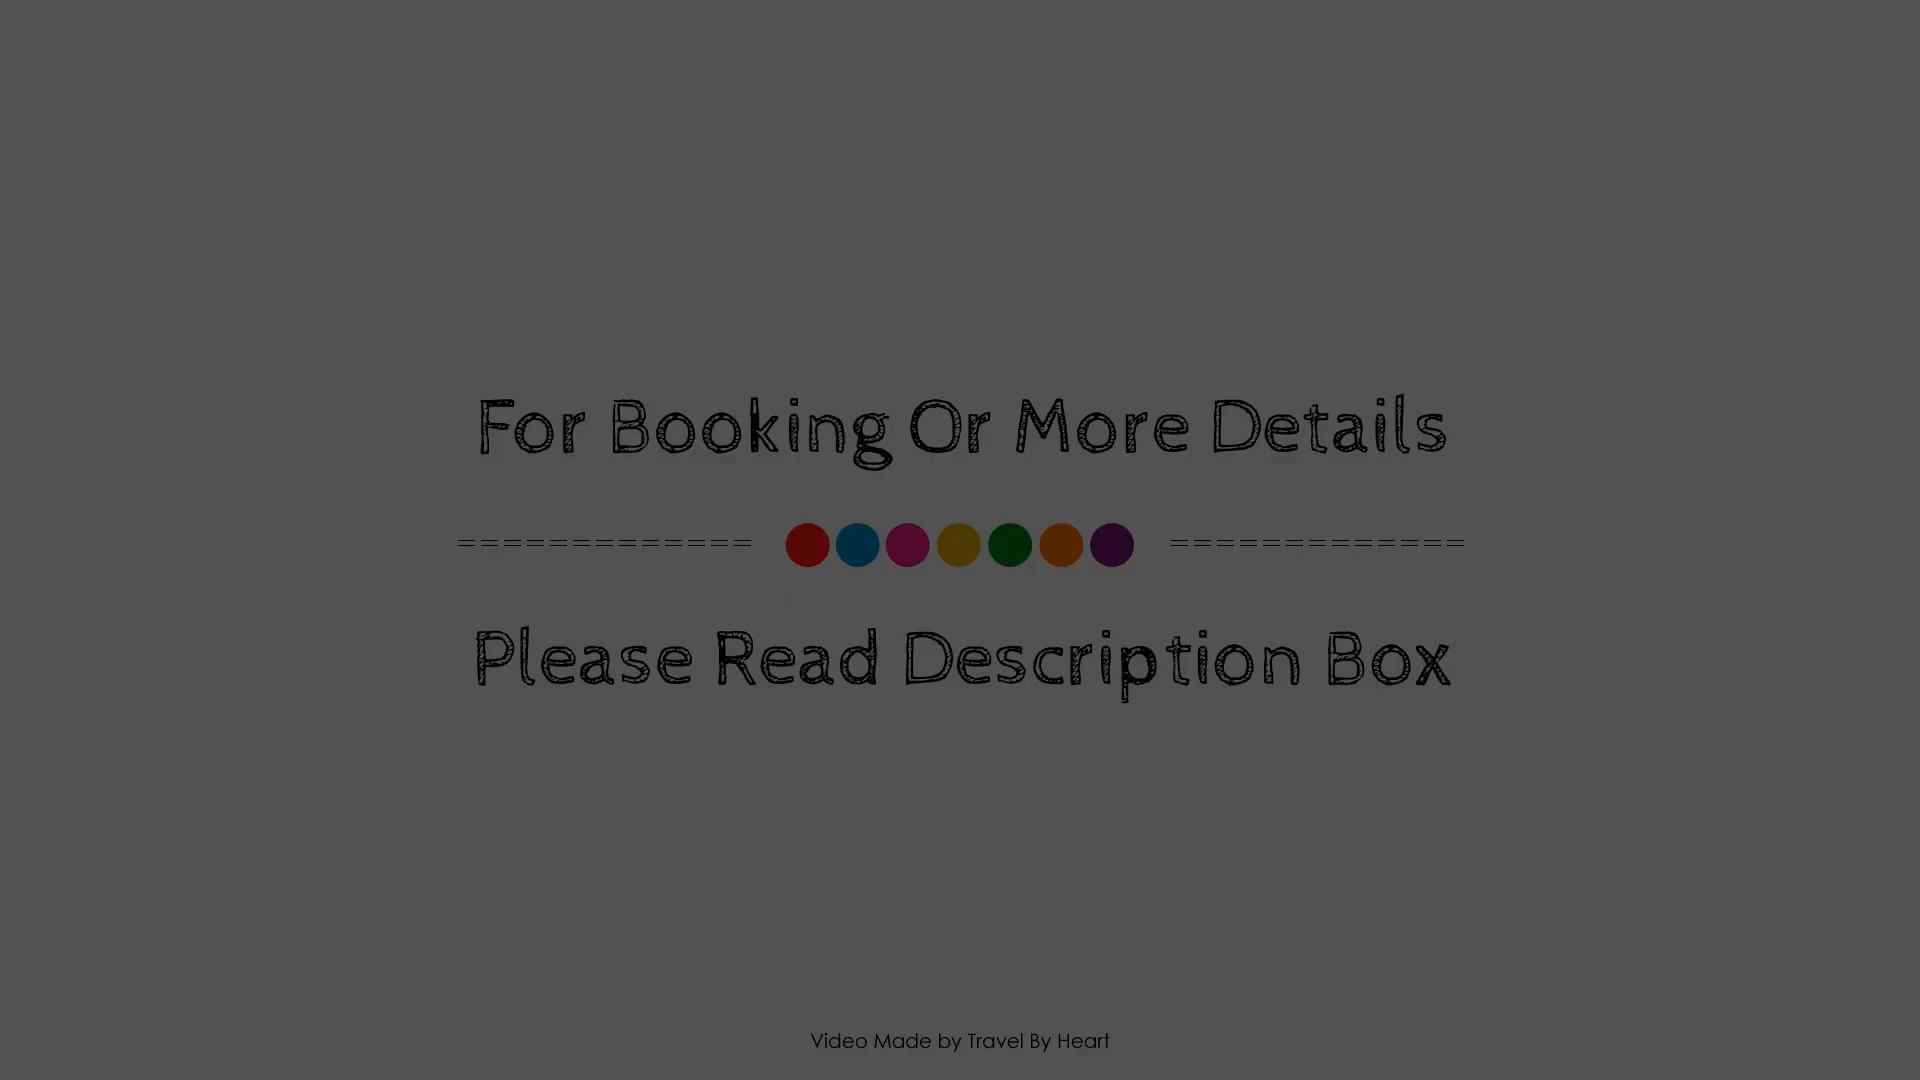 For Booking Or More Details
============= =============
Please Read Description Box
Video Made by Travel By Heart